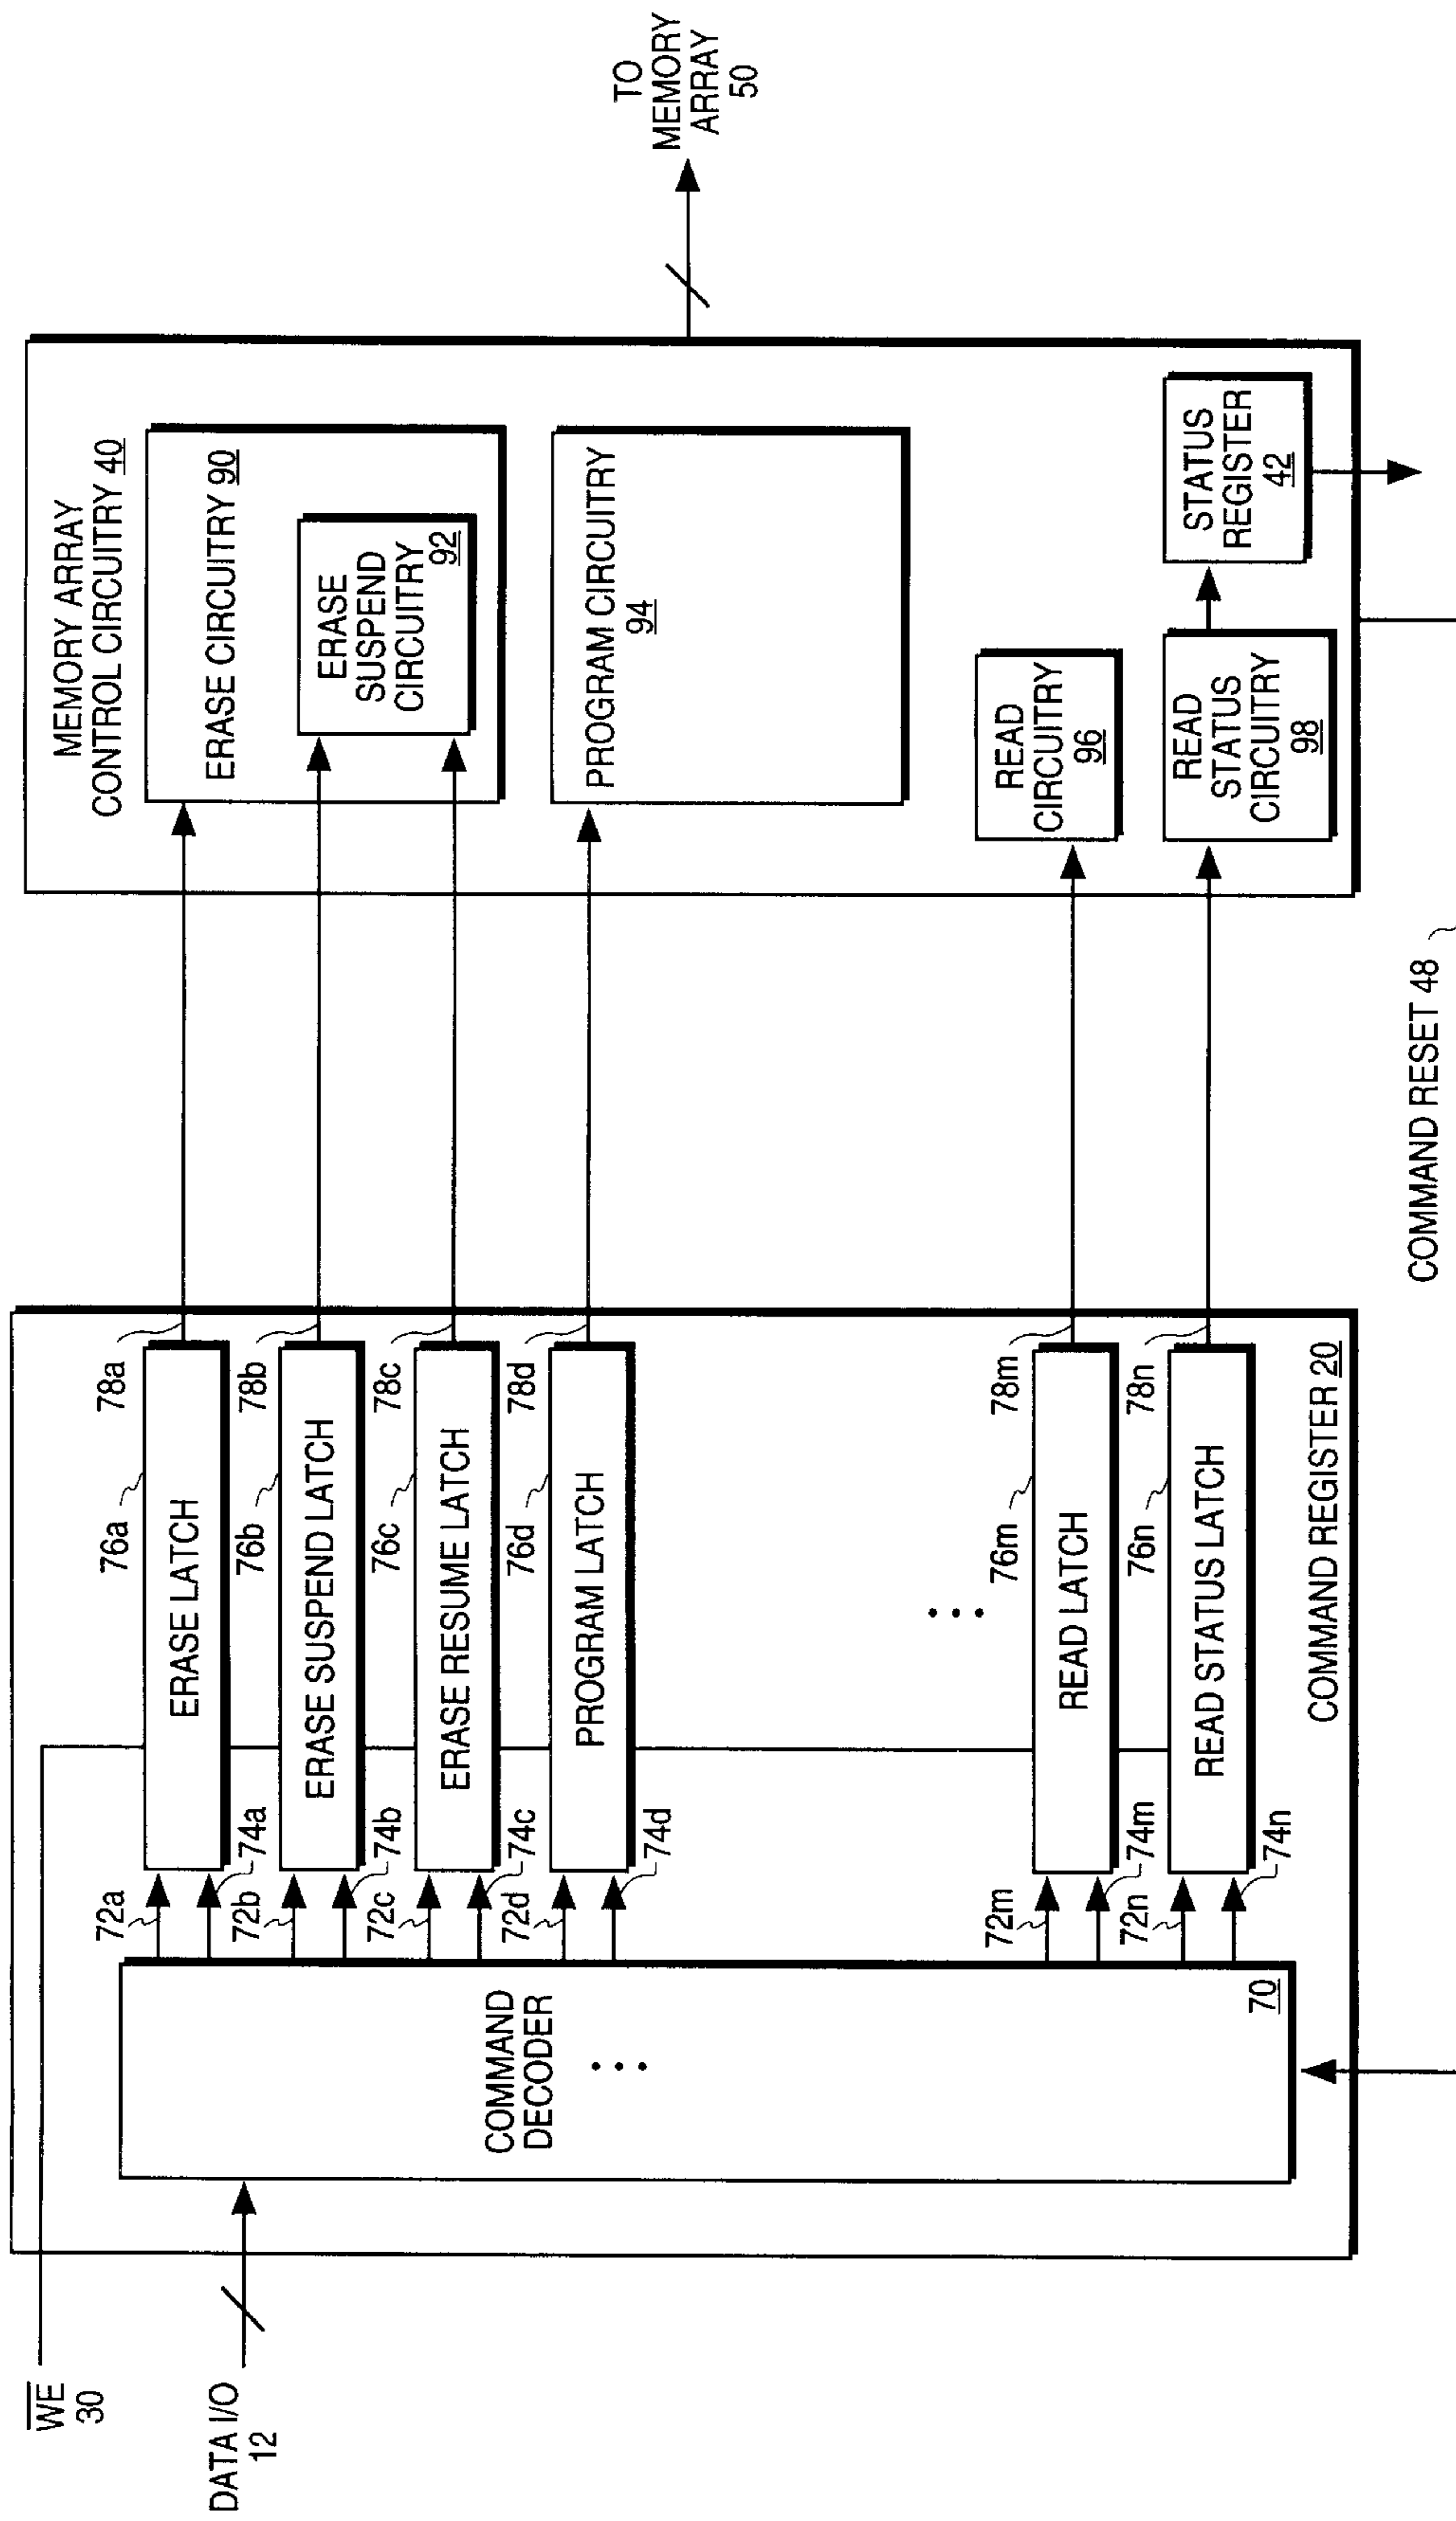 WE
30
DATA I/O
12
COMMAND
DECODER
70
72a
74a
72b
74b
72c
74c
72d
74d
72m
74m
72n
74n
76a
78a
ERASE LATCH
76b
78b
ERASE SUSPEND LATCH
76c
78c
ERASE RESUME LATCH
76d
78d
PROGRAM LATCH
76m
78m
READ LATCH
76n
78n
READ STATUS LATCH
COMMAND REGISTER 20
MEMORY ARRAY
CONTROL CIRCUITRY 40
ERASE CIRCUITRY 90
ERASE
SUSPEND
CIRCUITRY
92
PROGRAM CIRCUITRY
94
READ
CIRCUITRY
96
READ
STATUS
CIRCUITRY
98
STATUS
REGISTER
42
COMMAND RESET 48
TO
MEMORY
ARRAY
50